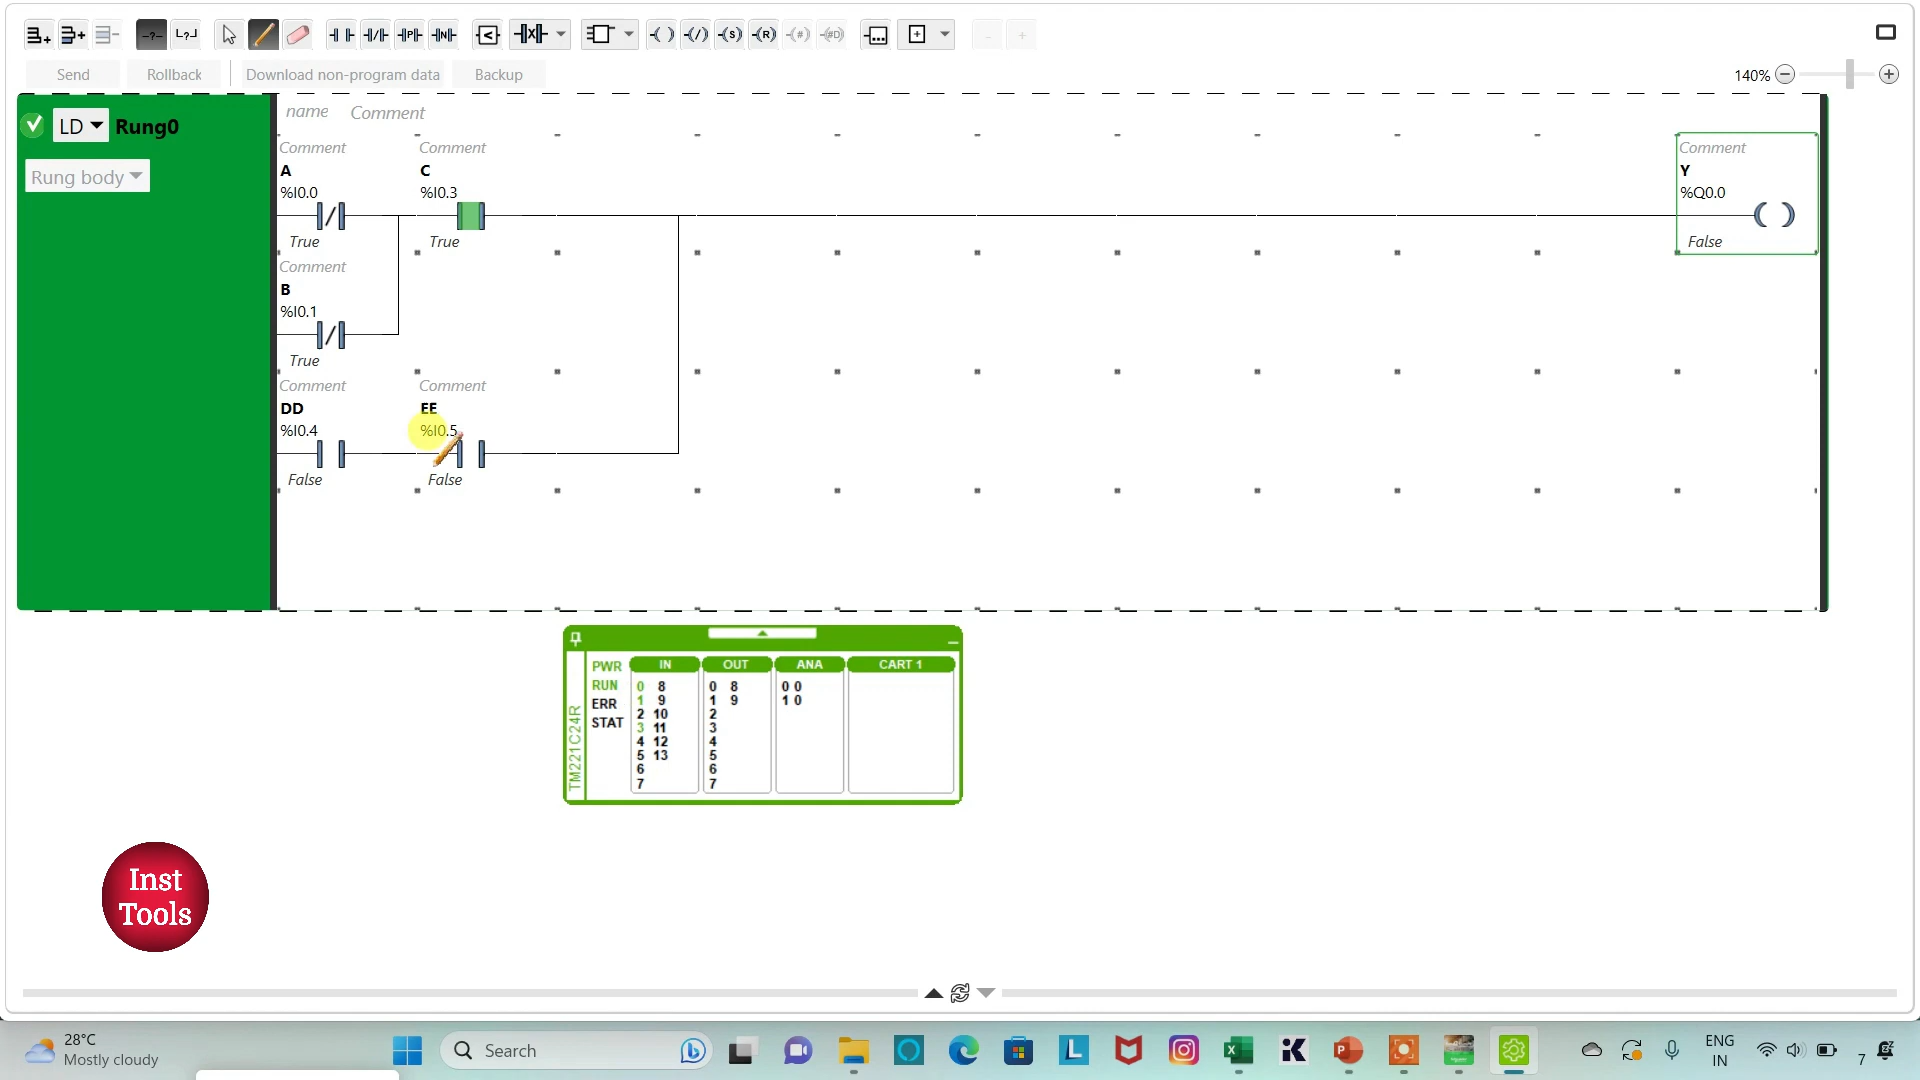 Send Rollback Download non-program data Backup
140%
LD Rung0
name Comment
Rung body
Comment Comment Comment
A C Y
%I0.0 %I0.3 %Q0.0
True True False
Comment
B
%I0.1
True
Comment Comment
DD EE
%I0.4 %I0.5
False False
TM221C24R
PWR IN OUT ANA CART 1
RUN 0 8 0 8 0 0
ERR 1 9 1 9 1 0
STAT 2 10 2
3 11 3
4 12 4
5 13 5
6 6
7 7
Inst
Tools
28°C
Mostly cloudy
Search
ENG
IN
7